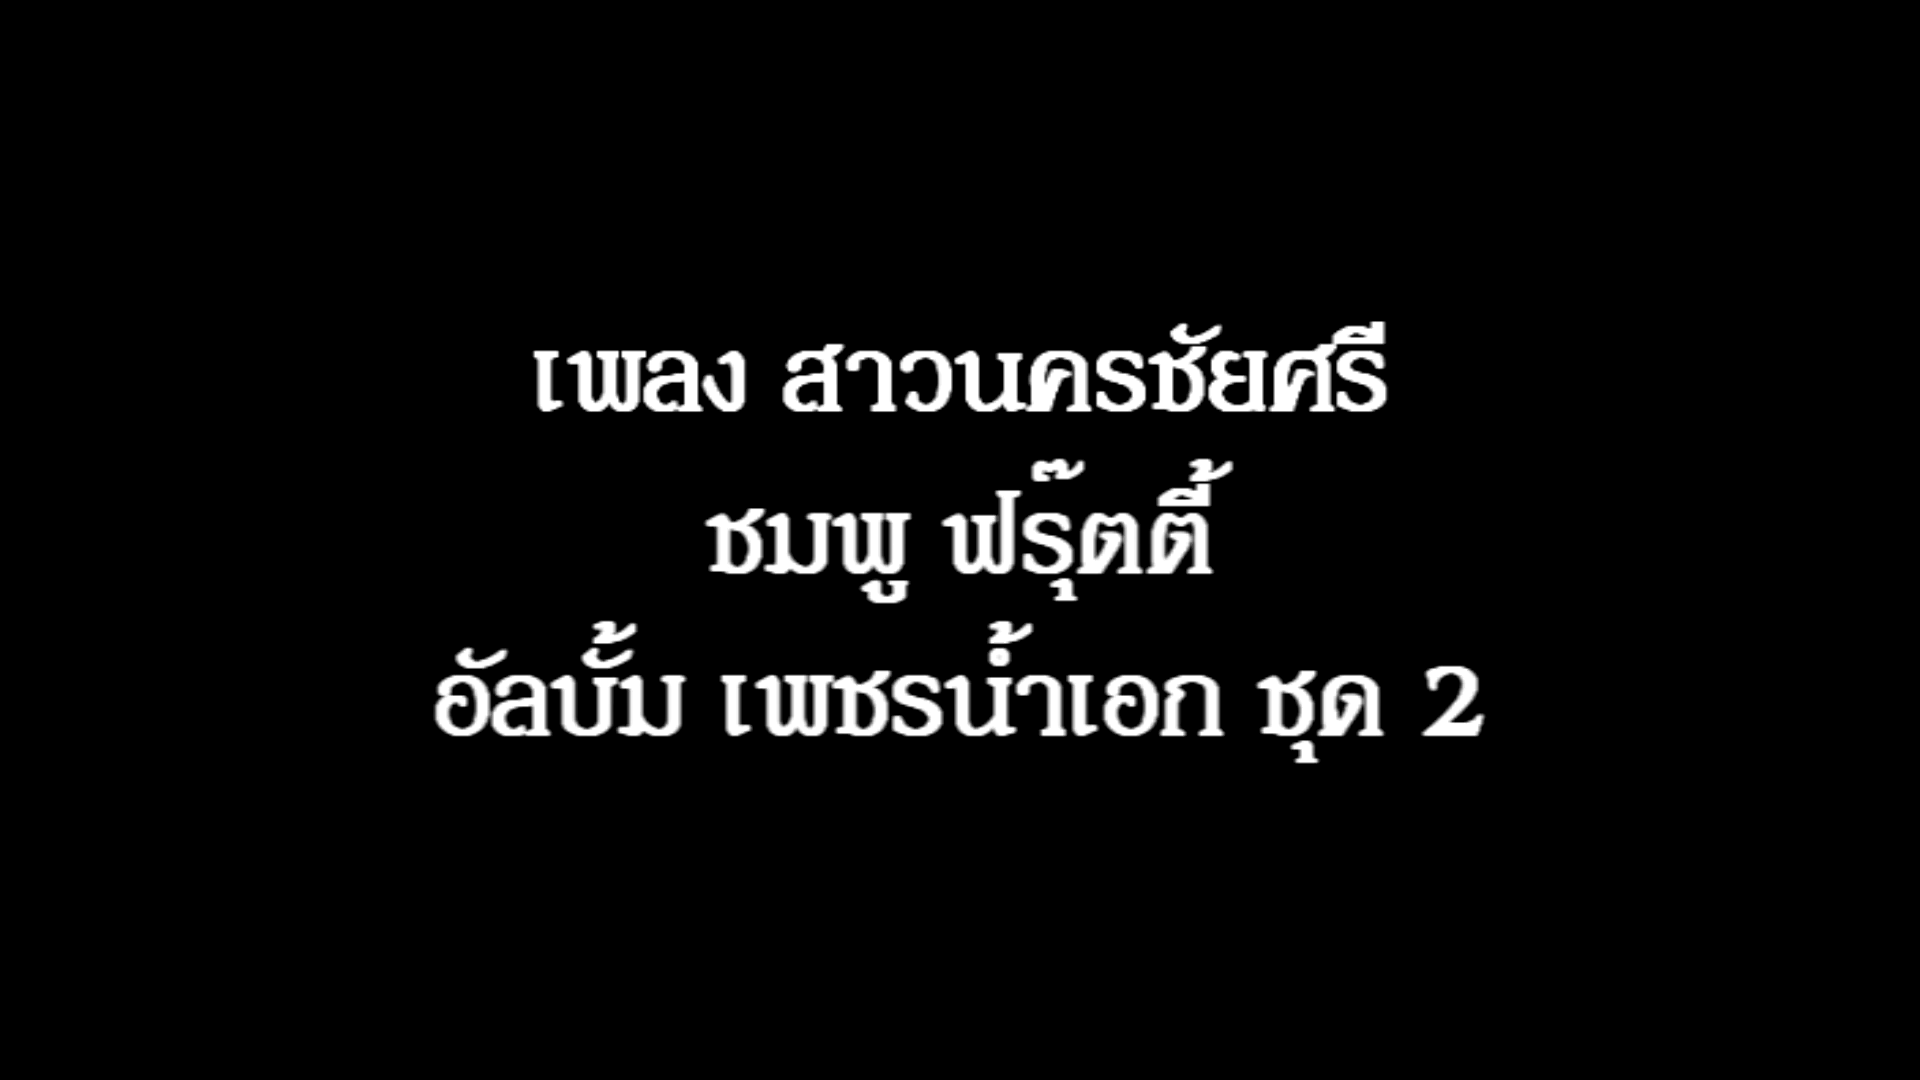 เพลง สาวนครชัยศรี
ชมพู ฟรุ๊ตตี้
อัลบั้ม เพชรน้ำเอก ชุด 2